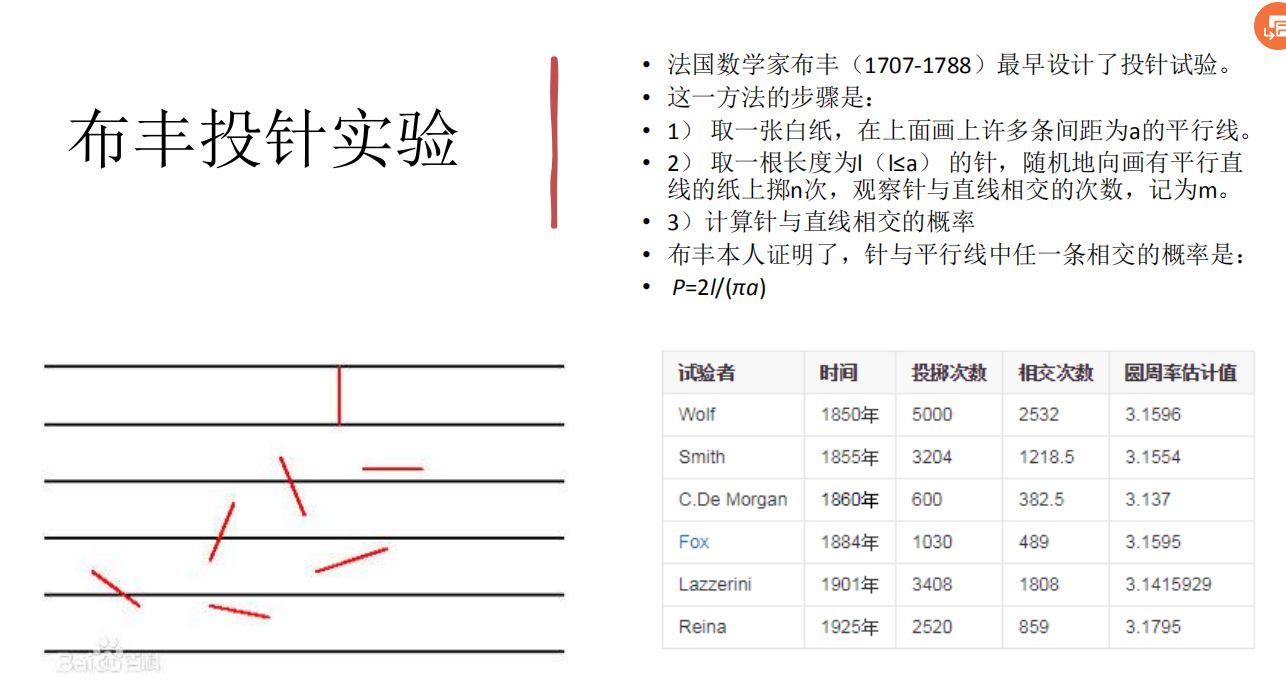 布丰投针实验
• 法国数学家布丰（1707-1788）最早设计了投针试验。
• 这一方法的步骤是：
• 1） 取一张白纸，在上面画上许多条间距为a的平行线。
• 2） 取一根长度为l（l≤a） 的针，随机地向画有平行直
线的纸上掷n次，观察针与直线相交的次数，记为m。
• 3）计算针与直线相交的概率
• 布丰本人证明了，针与平行线中任一条相交的概率是：
• P=2l/(πa)
试验者 时间 投掷次数 相交次数 圆周率估计值
Wolf 1850年 5000 2532 3.1596
Smith 1855年 3204 1218.5 3.1554
C.De Morgan 1860年 600 382.5 3.137
Fox 1884年 1030 489 3.1595
Lazzerini 1901年 3408 1808 3.1415929
Reina 1925年 2520 859 3.1795
Baidu百科